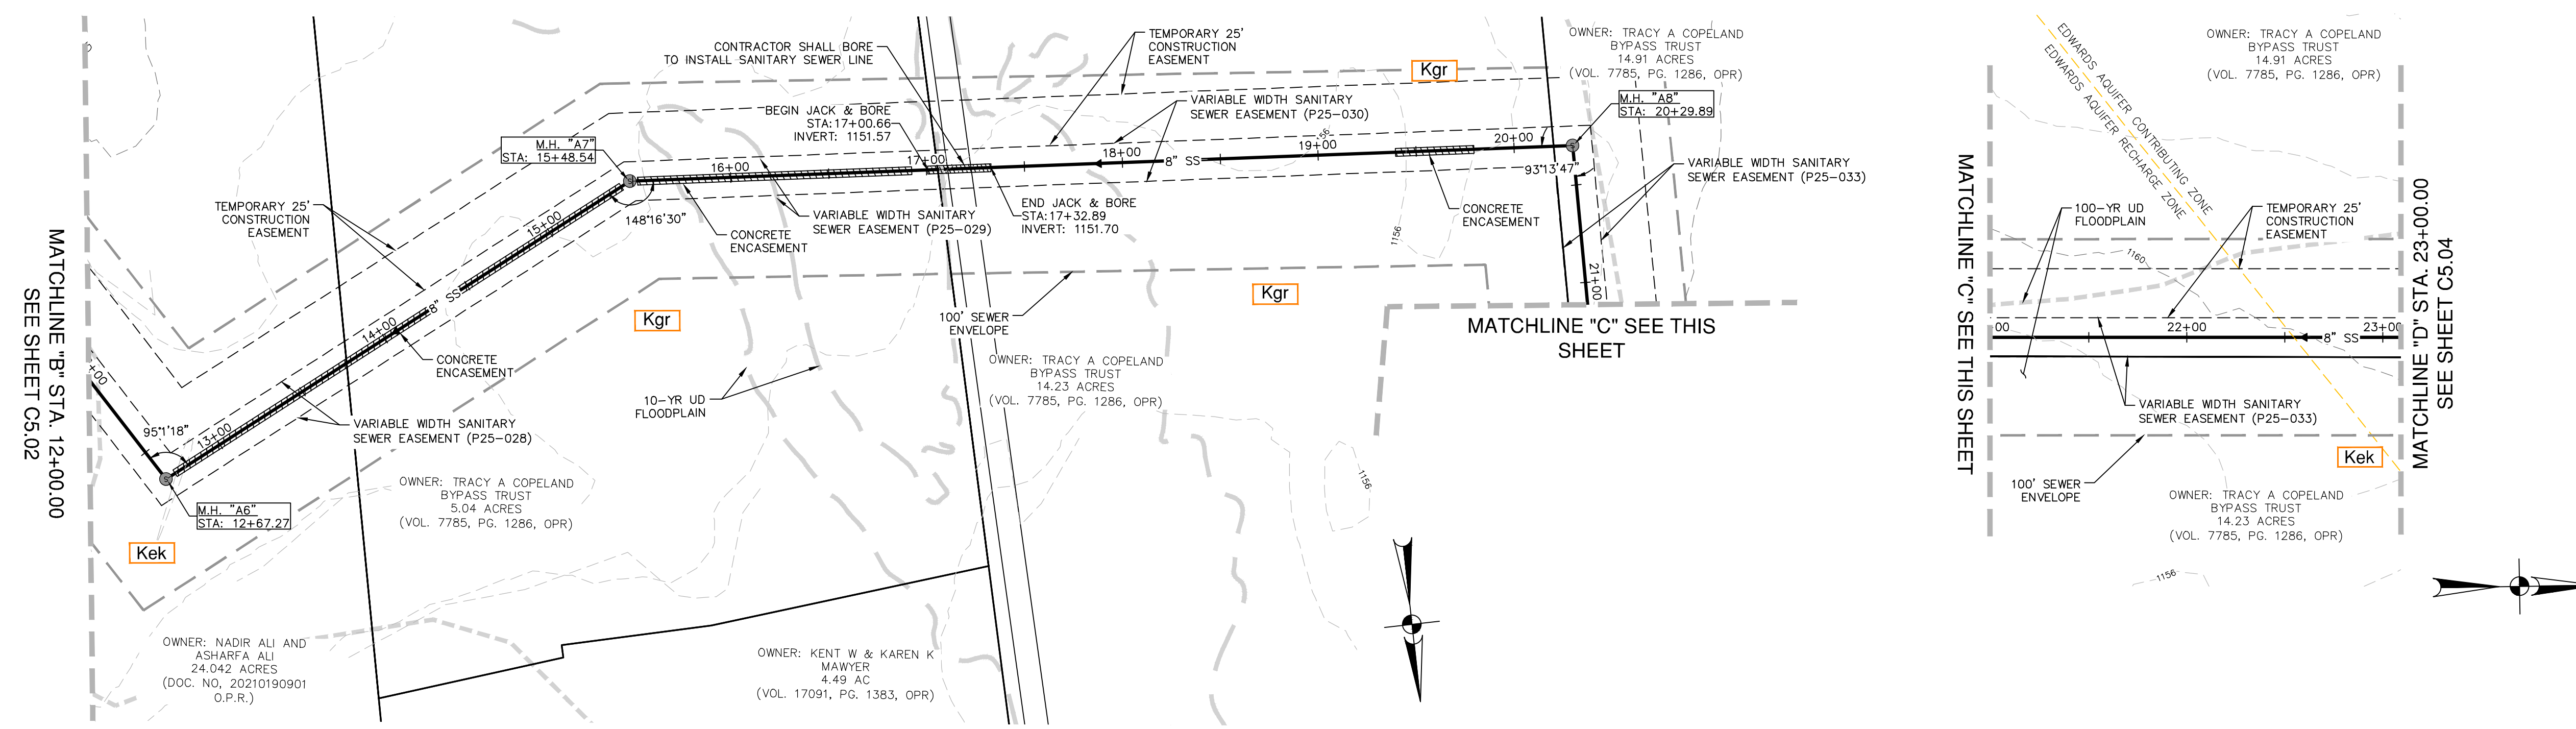 MATCHLINE "B" STA. 12+00.00
SEE SHEET C5.02
CONTRACTOR SHALL BORE
TO INSTALL SANITARY SEWER LINE
TEMPORARY 25'
CONSTRUCTION
EASEMENT
Kgr
OWNER: TRACY A COPELAND
BYPASS TRUST
14.91 ACRES
(VOL. 7785, PG. 1286, OPR)
BEGIN JACK & BORE
STA:17+00.66
INVERT: 1151.57
VARIABLE WIDTH SANITARY
SEWER EASEMENT (P25-030)
M.H. "A8"
STA: 20+29.89
M.H. "A7"
STA: 15+48.54
16+00
17+00
18+00
8" SS
19+00
1156
20+00
93°13'47"
VARIABLE WIDTH SANITARY
SEWER EASEMENT (P25-033)
TEMPORARY 25'
CONSTRUCTION
EASEMENT
15+00
148°16'30"
CONCRETE
ENCASEMENT
VARIABLE WIDTH SANITARY
SEWER EASEMENT (P25-029)
END JACK & BORE
STA:17+32.89
INVERT: 1151.70
1156
CONCRETE
ENCASEMENT
21+00
8" SS
14+00
Kgr
Kgr
100' SEWER
ENVELOPE
MATCHLINE "C" SEE THIS
SHEET
CONCRETE
ENCASEMENT
+00
OWNER: TRACY A COPELAND
BYPASS TRUST
14.23 ACRES
(VOL. 7785, PG. 1286, OPR)
10-YR UD
FLOODPLAIN
95°1'18"
13+00
VARIABLE WIDTH SANITARY
SEWER EASEMENT (P25-028)
M.H. "A6"
STA: 12+67.27
OWNER: TRACY A COPELAND
BYPASS TRUST
5.04 ACRES
(VOL. 7785, PG. 1286, OPR)
1156
Kek
OWNER: NADIR ALI AND
ASHARFA ALI
24.042 ACRES
(DOC. NO, 20210190901
O.P.R.)
OWNER: KENT W & KAREN K
MAWYER
4.49 AC
(VOL. 17091, PG. 1383, OPR)
MATCHLINE "C" SEE THIS SHEET
EDWARDS AQUIFER CONTRIBUTING ZONE
EDWARDS AQUIFER RECHARGE ZONE
OWNER: TRACY A COPELAND
BYPASS TRUST
14.91 ACRES
(VOL. 7785, PG. 1286, OPR)
100-YR UD
FLOODPLAIN
TEMPORARY 25'
CONSTRUCTION
EASEMENT
1160
00
22+00
8" SS
23+00
VARIABLE WIDTH SANITARY
SEWER EASEMENT (P25-033)
Kek
100' SEWER
ENVELOPE
OWNER: TRACY A COPELAND
BYPASS TRUST
14.23 ACRES
(VOL. 7785, PG. 1286, OPR)
1156
MATCHLINE "D" STA. 23+00.00
SEE SHEET C5.04